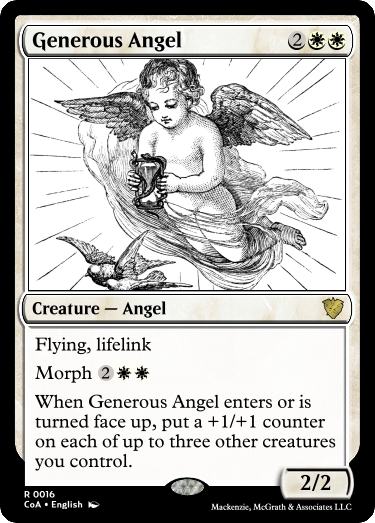 Generous Angel 2
Creature — Angel
Flying, lifelink
Morph 2
When Generous Angel enters or is
turned face up, put a +1/+1 counter
on each of up to three other creatures
you control.
2/2
R 0016
CoA • English
Mackenzie, McGrath & Associates LLC